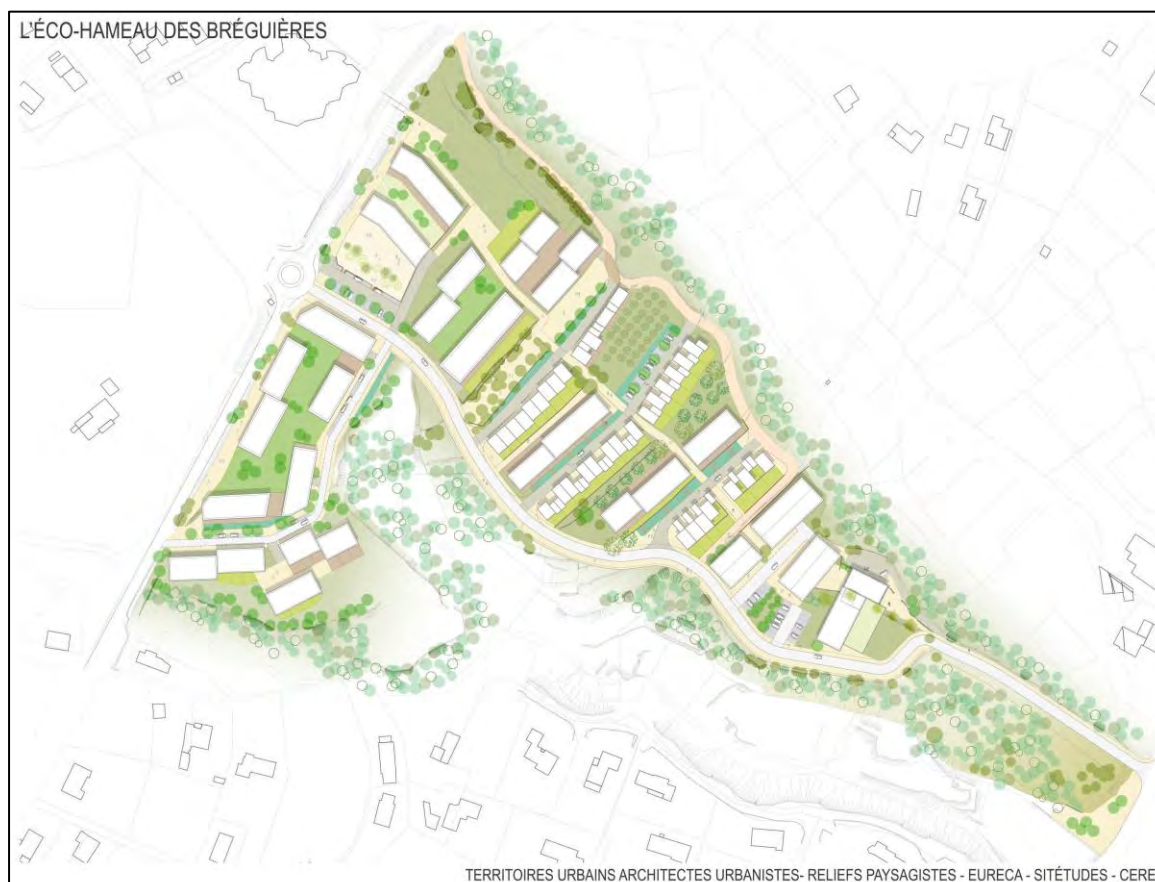 L'ÉCO-HAMEAU DES BRÉGUIÈRES
TERRITOIRES URBAINS ARCHITECTES URBANISTES- RELIEFS PAYSAGISTES - EURECA - SITÉTUDES - CERE